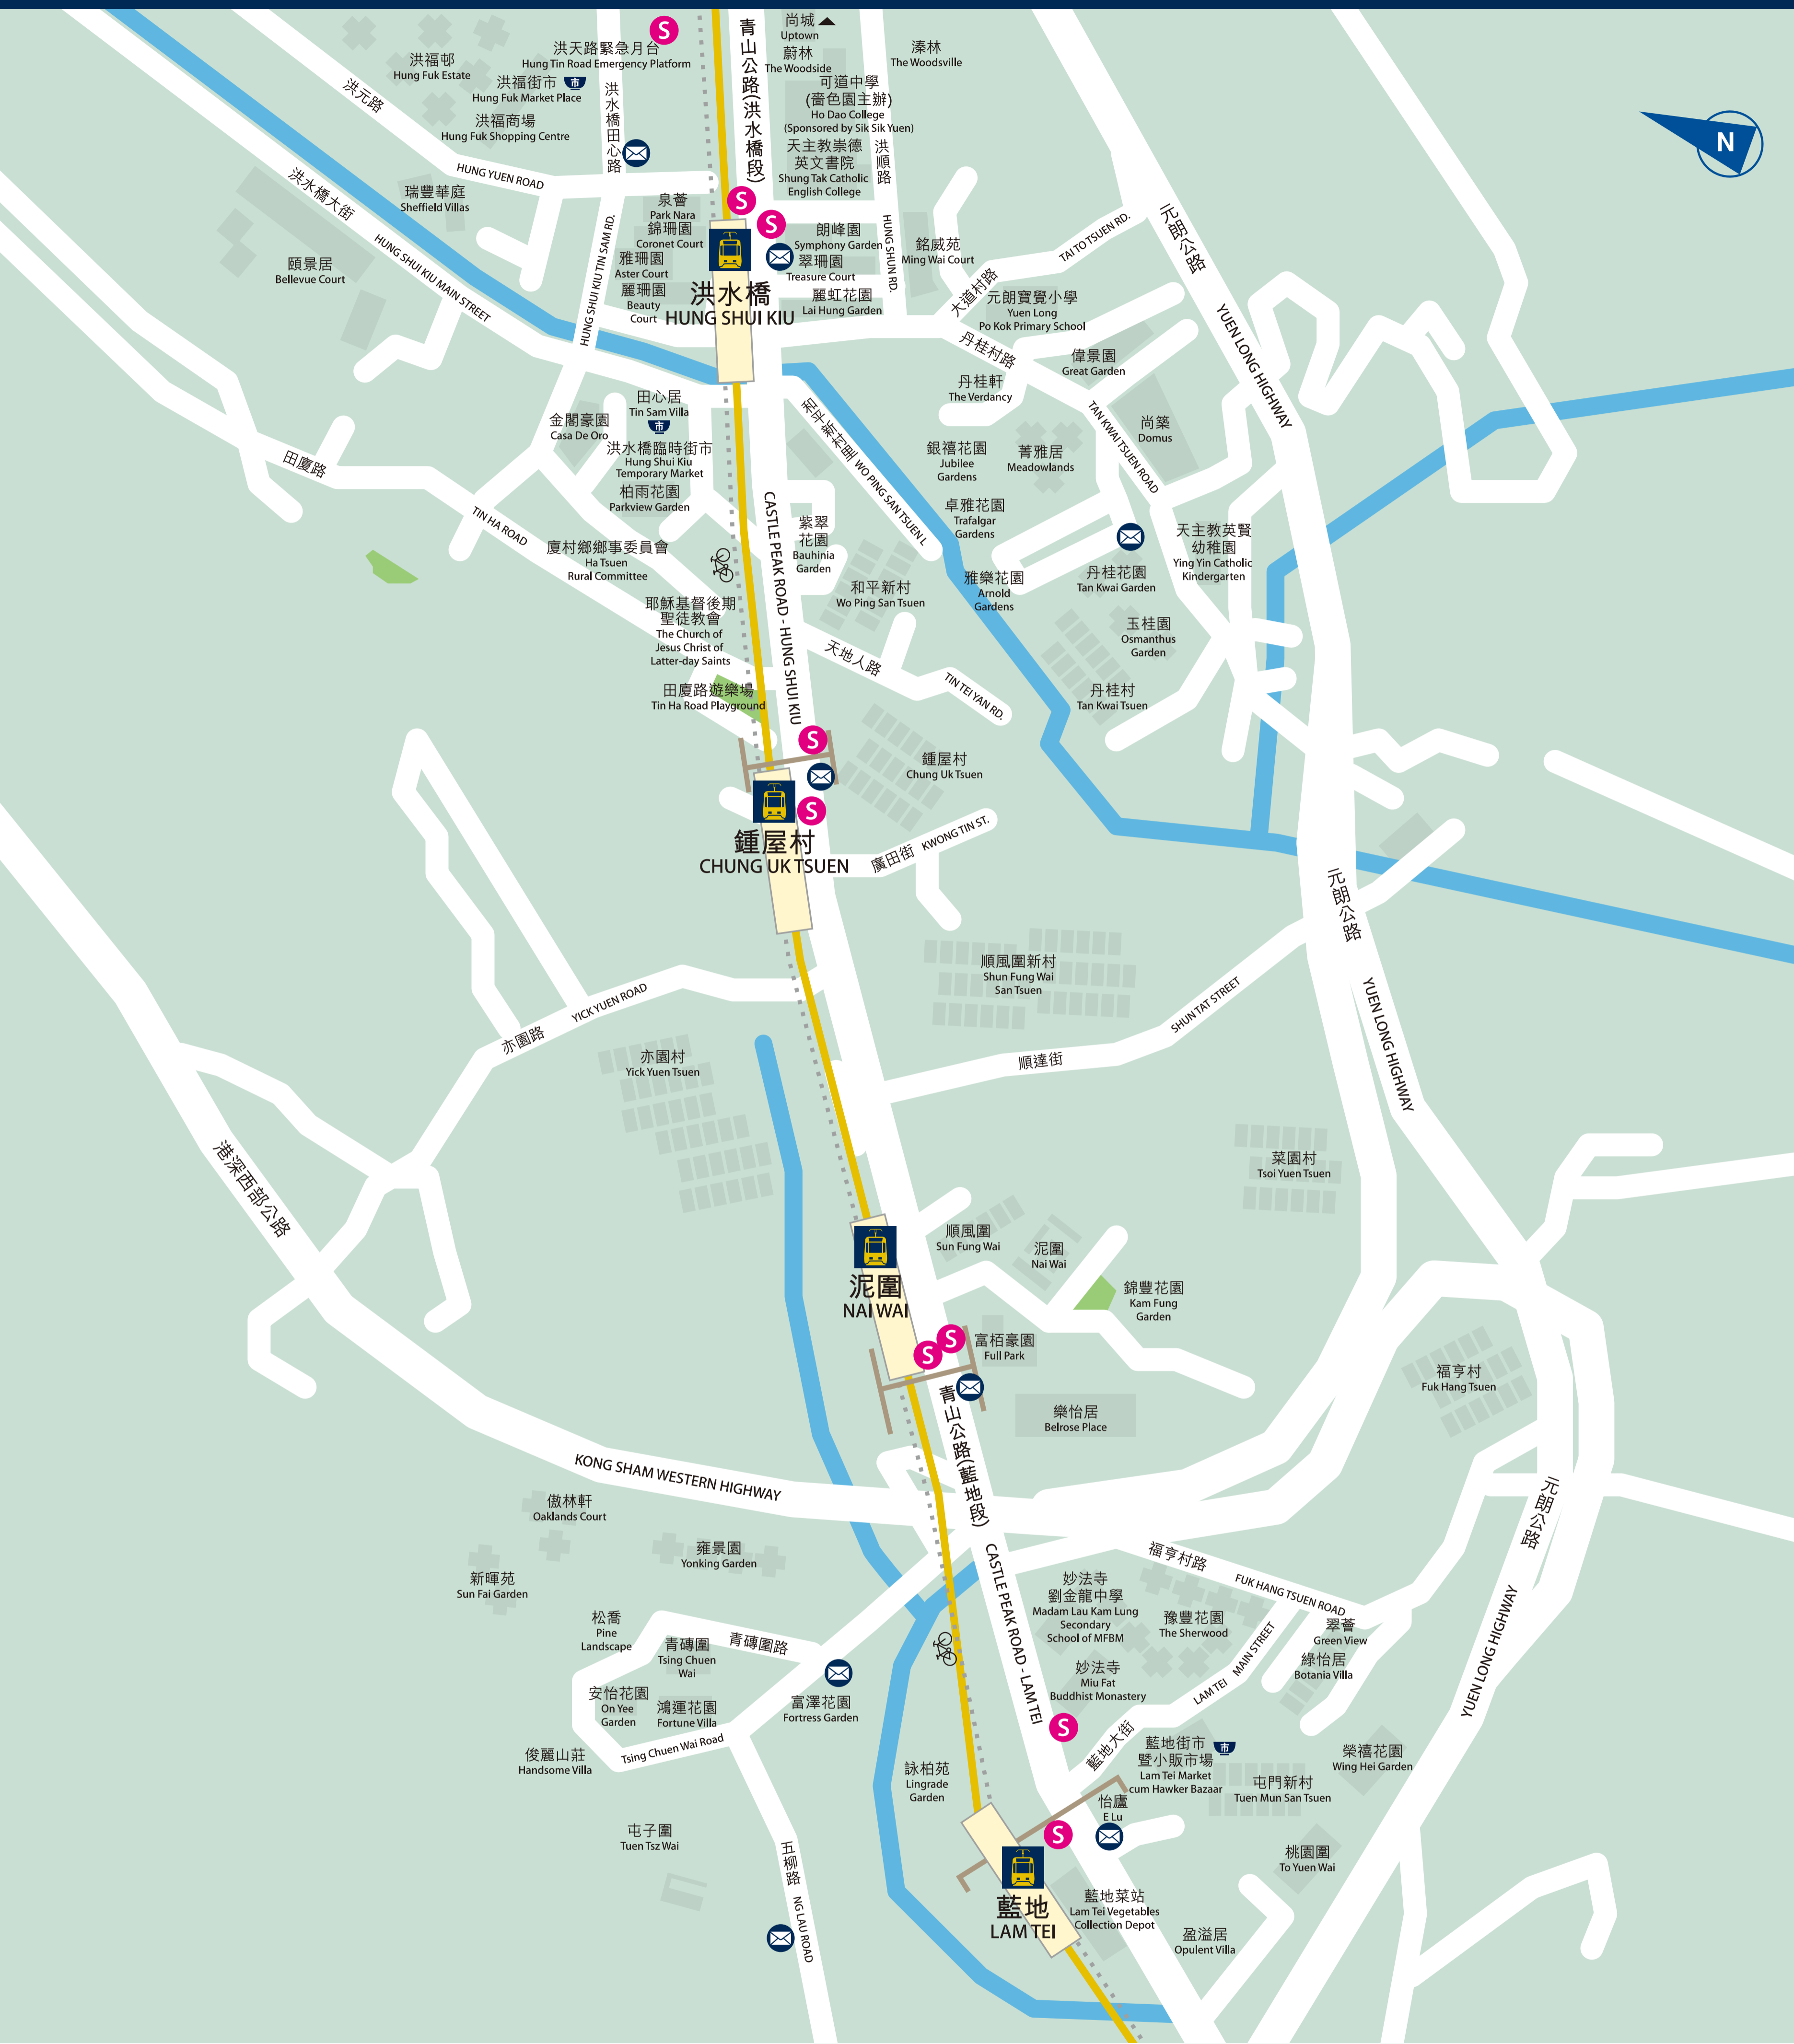 洪福邨
Hung Fuk Estate
洪天路緊急月台
Hung Tin Road Emergency Platform
洪福街市
市
Hung Fuk Market Place
洪福商場
Hung Fuk Shopping Centre
洪元路
HUNG YUEN ROAD
洪水橋田心路
HUNG SHUI KIU TIN SAM RD.
S
青山公路(洪水橋段)
尚城
Uptown
蔚林
The Woodside
溱林
The Woodsville
可道中學
(嗇色園主辦)
Ho Dao College
(Sponsored by Sik Sik Yuen)
天主教崇德
英文書院
Shung Tak Catholic
English College
洪順路
HUNG SHUN RD.
N
瑞豐華庭
Sheffield Villas
洪水橋大街
HUNG SHUI KIU MAIN STREET
頤景居
Bellevue Court
泉薈
Park Nara
錦珊園
Coronet Court
雅珊園
Aster Court
麗珊園
Beauty
Court
S
S
洪水橋
HUNG SHUI KIU
朗峰園
Symphony Garden
翠珊園
Treasure Court
麗虹花園
Lai Hung Garden
銘威苑
Ming Wai Court
大道村路
TAI TO TSUEN RD.
元朗公路
YUEN LONG HIGHWAY
元朗寶覺小學
Yuen Long
Po Kok Primary School
丹桂村路
TAN KWAI TSUEN ROAD
偉景園
Great Garden
丹桂軒
The Verdancy
尚築
Domus
田心居
Tin Sam Villa
市
金閣豪園
Casa De Oro
洪水橋臨時街市
Hung Shui Kiu
Temporary Market
柏雨花園
Parkview Garden
田廈路
TIN HA ROAD
和平新村里
WO PING SAN TSUEN L
銀禧花園
Jubilee
Gardens
菁雅居
Meadowlands
卓雅花園
Trafalgar
Gardens
CASTLE PEAK ROAD - HUNG SHUI KIU
紫翠
花園
Bauhinia
Garden
廈村鄉鄉事委員會
Ha Tsuen
Rural Committee
耶穌基督後期
聖徒教會
The Church of
Jesus Christ of
Latter-day Saints
和平新村
Wo Ping San Tsuen
雅樂花園
Arnold
Gardens
丹桂花園
Tan Kwai Garden
天主教英賢
幼稚園
Ying Yin Catholic
Kindergarten
玉桂園
Osmanthus
Garden
天地人路
TIN TEI YAN RD.
丹桂村
Tan Kwai Tsuen
田廈路遊樂場
Tin Ha Road Playground
S
鍾屋村
Chung Uk Tsuen
S
鍾屋村
CHUNG UK TSUEN
廣田街
KWONG TIN ST.
元朗公路
YUEN LONG HIGHWAY
順風圍新村
Shun Fung Wai
San Tsuen
SHUN TAT STREET
順達街
亦園路
YICK YUEN ROAD
亦園村
Yick Yuen Tsuen
港深西部公路
KONG SHAM WESTERN HIGHWAY
菜園村
Tsoi Yuen Tsuen
順風圍
Sun Fung Wai
泥圍
Nai Wai
泥圍
NAI WAI
錦豐花園
Kam Fung
Garden
S
S
富栢豪園
Full Park
樂怡居
Belrose Place
福亨村
Fuk Hang Tsuen
青山公路(藍地段)
CASTLE PEAK ROAD - LAM TEI
傲林軒
Oaklands Court
雍景園
Yonking Garden
新暉苑
Sun Fai Garden
福亨村路
FUK HANG TSUEN ROAD
元朗公路
YUEN LONG HIGHWAY
妙法寺
劉金龍中學
Madam Lau Kam Lung
Secondary
School of MFBM
豫豐花園
The Sherwood
翠薈
Green View
綠怡居
Botania Villa
松喬
Pine
Landscape
青磚圍
Tsing Chuen
Wai
青磚圍路
Tsing Chuen Wai Road
安怡花園
On Yee
Garden
鴻運花園
Fortune Villa
富澤花園
Fortress Garden
俊麗山莊
Handsome Villa
妙法寺
Miu Fat
Buddhist Monastery
S
藍地大街
LAM TEI MAIN STREET
藍地街市
暨小販市場
市
Lam Tei Market
cum Hawker Bazaar
屯門新村
Tuen Mun San Tsuen
榮禧花園
Wing Hei Garden
詠柏苑
Lingrade
Garden
怡廬
E Lu
S
桃園圍
To Yuen Wai
屯子圍
Tuen Tsz Wai
五柳路
NG LAU ROAD
藍地
LAM TEI
藍地菜站
Lam Tei Vegetables
Collection Depot
盈溢居
Opulent Villa